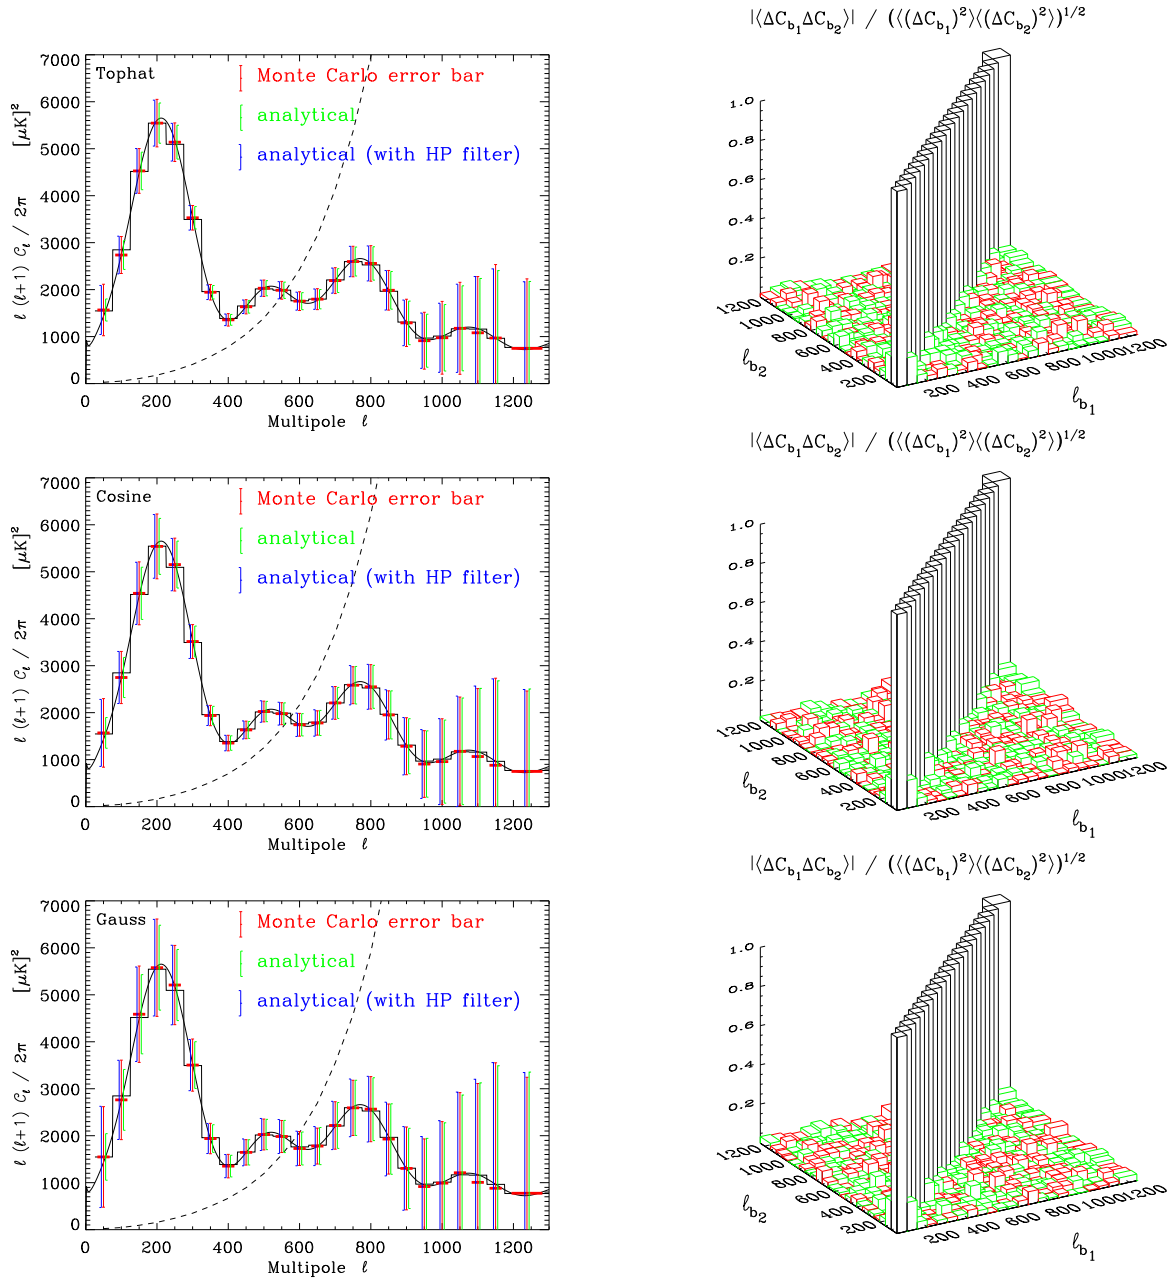 |⟨ΔC_b₁ΔC_b₂⟩| / (⟨(ΔC_b₁)²⟩⟨(ΔC_b₂)²⟩)^1/2
Tophat
Monte Carlo error bar
analytical
analytical (with HP filter)
ℓ (ℓ+1) C_ℓ / 2π [μK]²
7000
6000
5000
4000
3000
2000
1000
0
0 200 400 600 800 1000 1200
Multipole ℓ
1.0
0.8
0.6
0.4
0.2
1200
1000
800
600
400
200
ℓ_b₂
200 400 600 800 1000 1200
ℓ_b₁
|⟨ΔC_b₁ΔC_b₂⟩| / (⟨(ΔC_b₁)²⟩⟨(ΔC_b₂)²⟩)^1/2
Cosine
Monte Carlo error bar
analytical
analytical (with HP filter)
ℓ (ℓ+1) C_ℓ / 2π [μK]²
7000
6000
5000
4000
3000
2000
1000
0
0 200 400 600 800 1000 1200
Multipole ℓ
1.0
0.8
0.6
0.4
0.2
1200
1000
800
600
400
200
ℓ_b₂
200 400 600 800 1000 1200
ℓ_b₁
|⟨ΔC_b₁ΔC_b₂⟩| / (⟨(ΔC_b₁)²⟩⟨(ΔC_b₂)²⟩)^1/2
Gauss
Monte Carlo error bar
analytical
analytical (with HP filter)
ℓ (ℓ+1) C_ℓ / 2π [μK]²
7000
6000
5000
4000
3000
2000
1000
0
0 200 400 600 800 1000 1200
Multipole ℓ
1.0
0.8
0.6
0.4
0.2
1200
1000
800
600
400
200
ℓ_b₂
200 400 600 800 1000 1200
ℓ_b₁